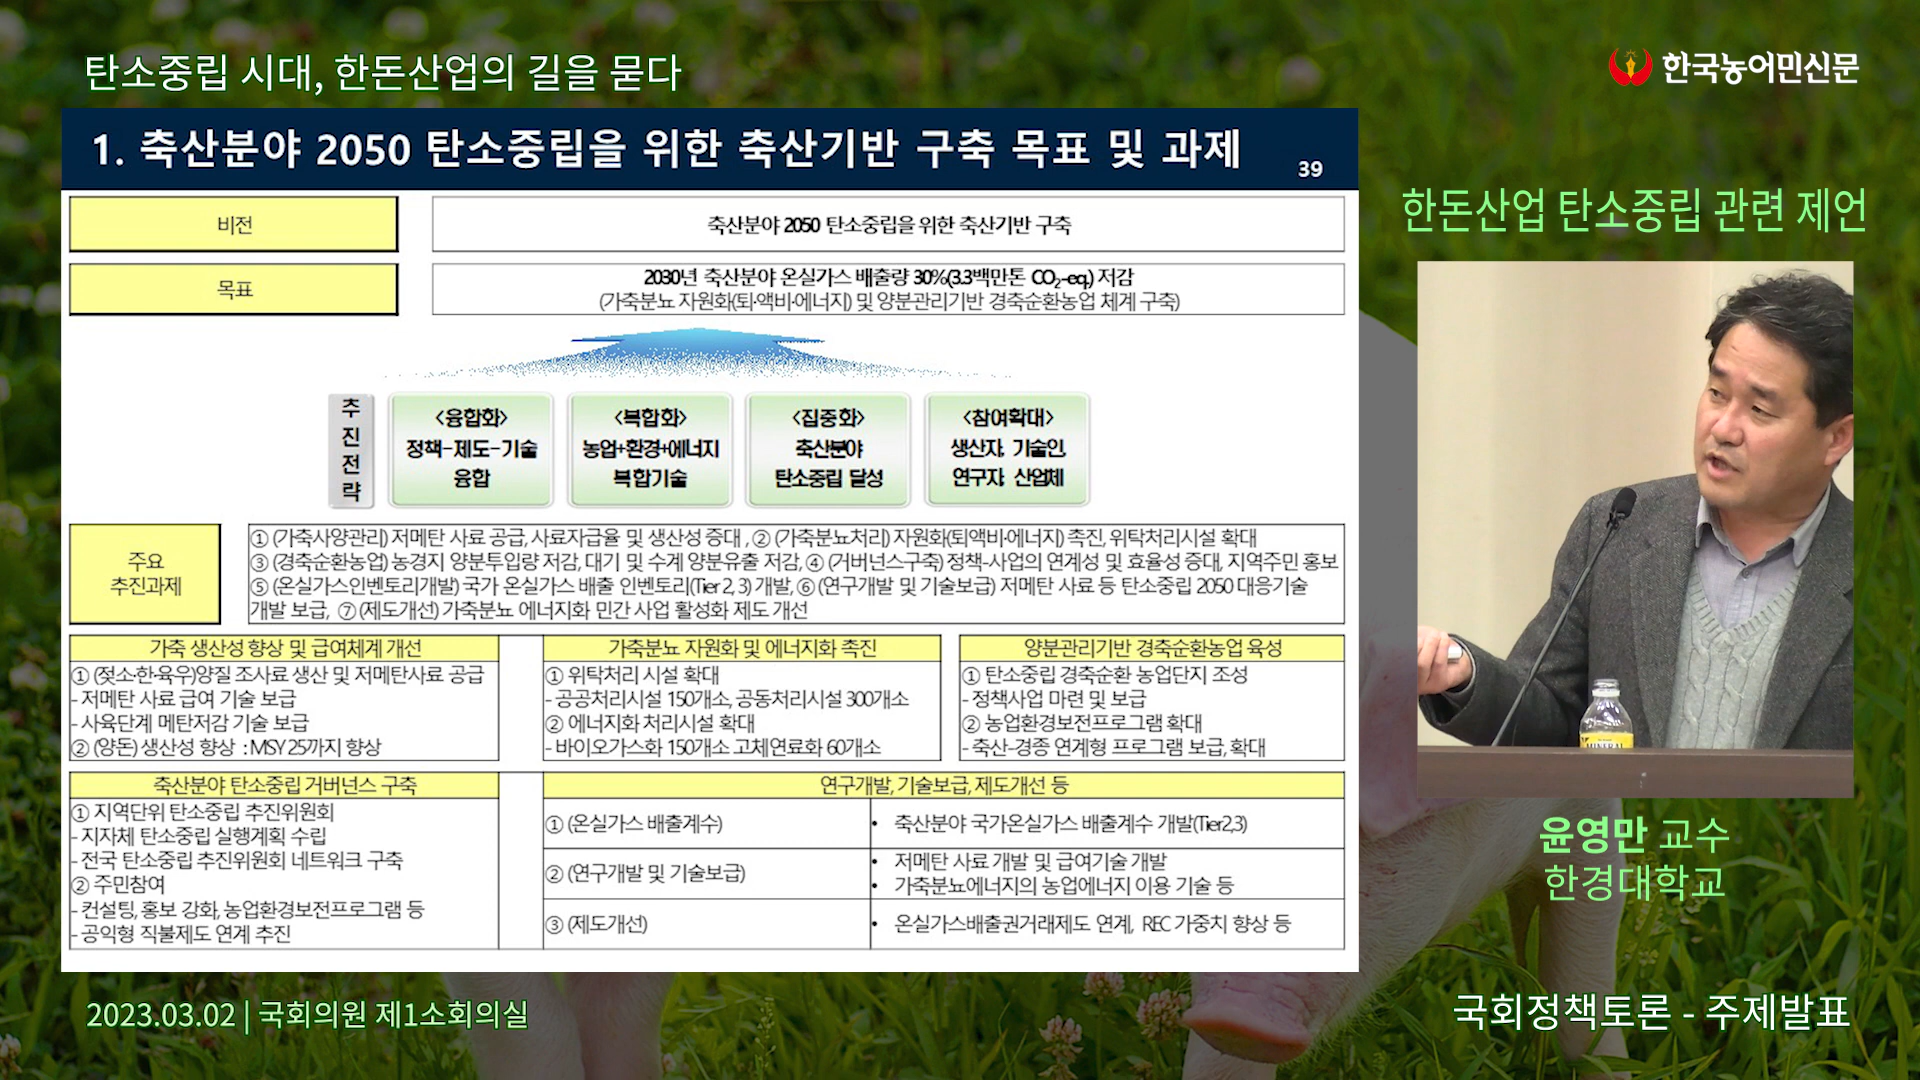 탄소중립 시대, 한돈산업의 길을 묻다
한국농어민신문
1. 축산분야 2050 탄소중립을 위한 축산기반 구축 목표 및 과제
39
비전
축산분야 2050 탄소중립을 위한 축산기반 구축
목표
2030년 축산분야 온실가스 배출량 30%(3.3백만톤 CO₂-eq.) 저감
(가축분뇨 자원화(퇴·액비·에너지) 및 양분관리기반 경축순환농업 체계 구축)
추진전략
<융합화>
정책-제도-기술
융합
<복합화>
농업+환경+에너지
복합기술
<집중화>
축산분야
탄소중립 달성
<참여확대>
생산자, 기술인,
연구자, 산업체
주요
추진과제
① (가축사양관리) 저메탄 사료 공급, 사료자급율 및 생산성 증대 , ② (가축분뇨처리) 자원화(퇴액비·에너지) 촉진, 위탁처리시설 확대
③ (경축순환농업) 농경지 양분투입량 저감, 대기 및 수계 양분유출 저감, ④ (거버넌스구축) 정책-사업의 연계성 및 효율성 증대, 지역주민 홍보
⑤ (온실가스인벤토리개발) 국가 온실가스 배출 인벤토리(Tier 2, 3) 개발, ⑥ (연구개발 및 기술보급) 저메탄 사료 등 탄소중립 2050 대응기술
개발 보급, ⑦ (제도개선) 가축분뇨 에너지화 민간 사업 활성화 제도 개선
가축 생산성 향상 및 급여체계 개선
① (젖소·한·육우)양질 조사료 생산 및 저메탄사료 공급
- 저메탄 사료 급여 기술 보급
- 사육단계 메탄저감 기술 보급
② (양돈) 생산성 향상 : MSY 25까지 향상
가축분뇨 자원화 및 에너지화 촉진
① 위탁처리 시설 확대
- 공공처리시설 150개소, 공동처리시설 300개소
② 에너지화 처리시설 확대
- 바이오가스화 150개소 고체연료화 60개소
양분관리기반 경축순환농업 육성
① 탄소중립 경축순환 농업단지 조성
- 정책사업 마련 및 보급
② 농업환경보전프로그램 확대
- 축산-경종 연계형 프로그램 보급, 확대
축산분야 탄소중립 거버넌스 구축
① 지역단위 탄소중립 추진위원회
- 지자체 탄소중립 실행계획 수립
- 전국 탄소중립 추진위원회 네트워크 구축
② 주민참여
- 컨설팅, 홍보 강화, 농업환경보전프로그램 등
- 공익형 직불제도 연계 추진
연구개발, 기술보급, 제도개선 등
① (온실가스 배출계수)
• 축산분야 국가온실가스 배출계수 개발(Tier2,3)
② (연구개발 및 기술보급)
• 저메탄 사료 개발 및 급여기술 개발
• 가축분뇨에너지의 농업에너지 이용 기술 등
③ (제도개선)
• 온실가스배출권거래제도 연계, REC 가중치 향상 등
한돈산업 탄소중립 관련 제언
MINERAL
윤영만 교수
한경대학교
2023.03.02 | 국회의원 제1소회의실
국회정책토론 - 주제발표